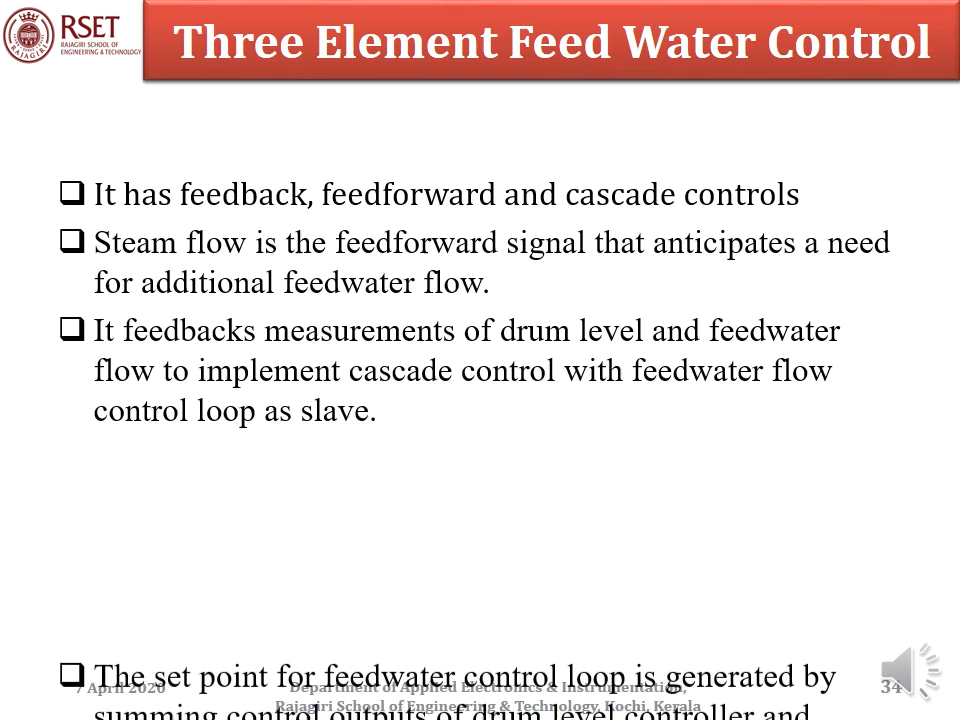 RSET
RAJAGIRI SCHOOL OF
ENGINEERING & TECHNOLOGY
RAJAGIRI
Three Element Feed Water Control
It has feedback, feedforward and cascade controls
Steam flow is the feedforward signal that anticipates a need
for additional feedwater flow.
It feedbacks measurements of drum level and feedwater
flow to implement cascade control with feedwater flow
control loop as slave.
The set point for feedwater control loop is generated by
summing control outputs of drum level controller and
7 April 2020
Department of Applied Electronics & Instrumentation,
Rajagiri School of Engineering & Technology, Kochi, Kerala
34